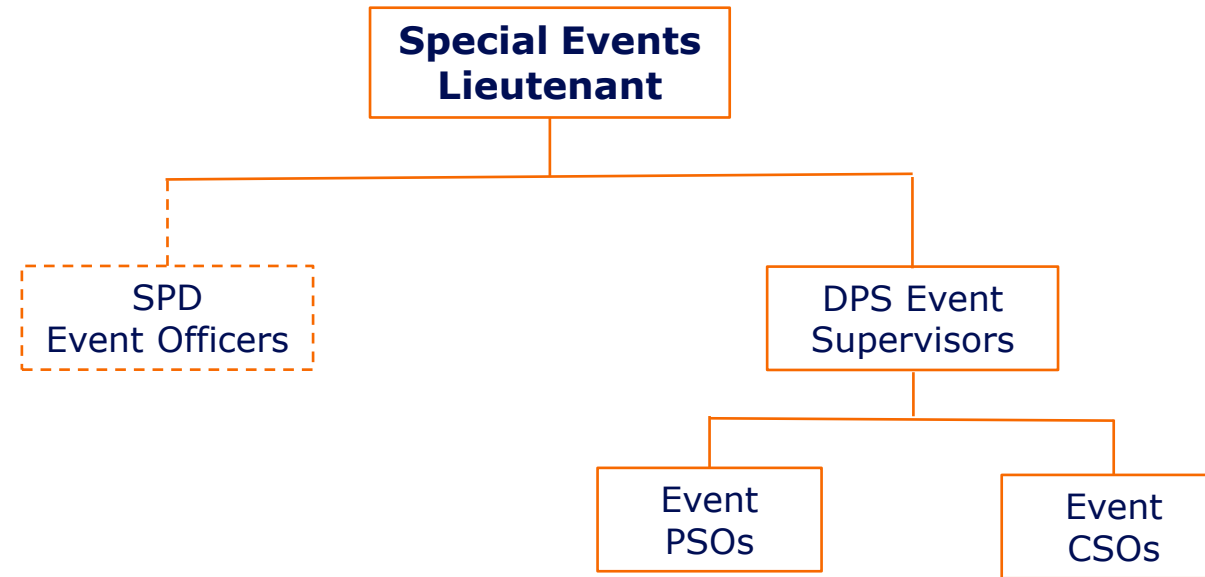 Special Events
Lieutenant
SPD
Event Officers
DPS Event
Supervisors
Event
PSOs
Event
CSOs